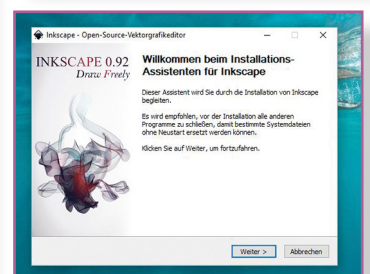 Inkscape - Open-Source-Vektorgrafikeditor
INKSCAPE 0.92
Draw Freely
Willkommen beim Installations-
Assistenten für Inkscape
Dieser Assistent wird Sie durch die Installation von Inkscape
begleiten.
Es wird empfohlen, vor der Installation alle anderen
Programme zu schließen, damit bestimmte Systemdateien
ohne Neustart ersetzt werden können.
Klicken Sie auf Weiter, um fortzufahren.
Weiter >
Abbrechen